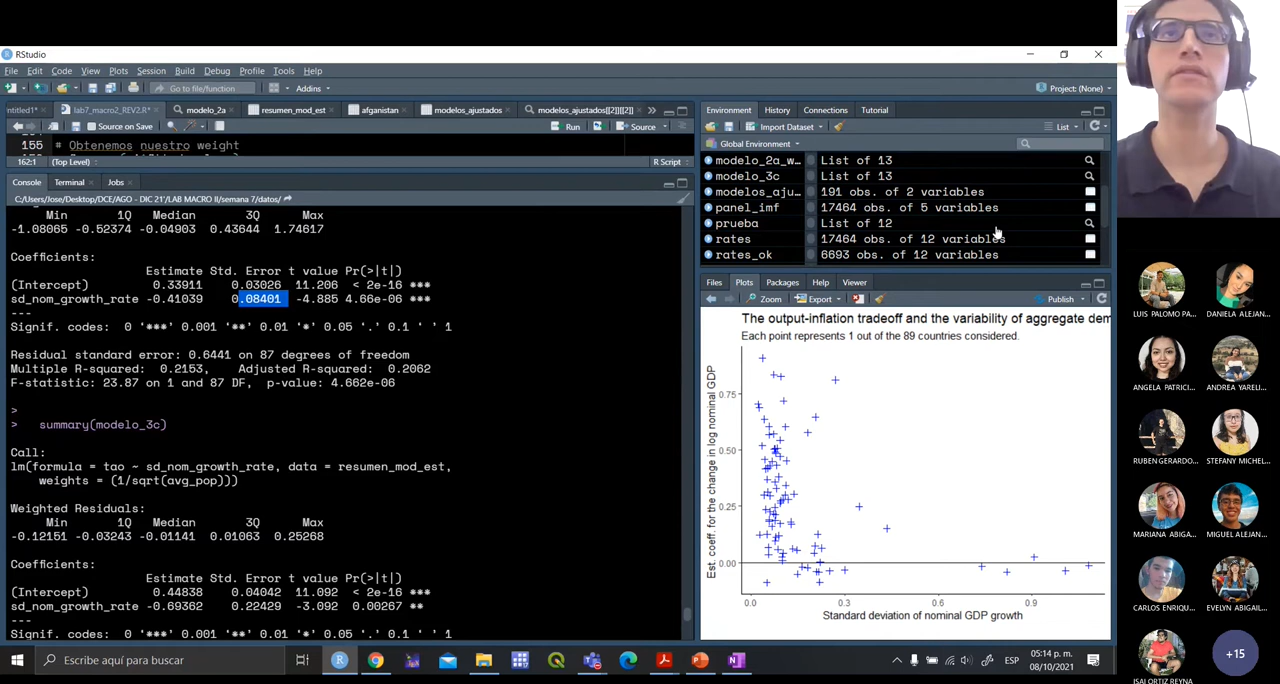 RStudio
File Edit Code View Plots Session Build Debug Profile Tools Help
Go to file/function
Addins
Project: (None)
ntitled1*
lab7_macro2_REV2.R*
modelo_2a
resumen_mod_est
afganistan
modelos_ajustados
modelos_ajustados[[2]][[2]]
Source on Save
Run
Source
155 # Obtenemos nuestro weight
162:1 (Top Level)
R Script
Console Terminal Jobs
C:/Users/Jose/Desktop/DCE/AGO - DIC 21'/LAB MACRO II/semana 7/datos/
Min 1Q Median 3Q Max
-1.08065 -0.52374 -0.04903 0.43644 1.74617
Coefficients:
Estimate Std. Error t value Pr(>|t|)
(Intercept) 0.33911 0.03026 11.206 < 2e-16 ***
sd_nom_growth_rate -0.41039 0.08401 -4.885 4.66e-06 ***
---
Signif. codes: 0 '***' 0.001 '**' 0.01 '*' 0.05 '.' 0.1 ' ' 1
Residual standard error: 0.6441 on 87 degrees of freedom
Multiple R-squared: 0.2153, Adjusted R-squared: 0.2062
F-statistic: 23.87 on 1 and 87 DF, p-value: 4.662e-06
>
> summary(modelo_3c)
Call:
lm(formula = tao ~ sd_nom_growth_rate, data = resumen_mod_est,
weights = (1/sqrt(avg_pop)))
Weighted Residuals:
Min 1Q Median 3Q Max
-0.12151 -0.03243 -0.01141 0.01063 0.25268
Coefficients:
Estimate Std. Error t value Pr(>|t|)
(Intercept) 0.44838 0.04042 11.092 < 2e-16 ***
sd_nom_growth_rate -0.69362 0.22429 -3.092 0.00267 **
---
Signif. codes: 0 '***' 0.001 '**' 0.01 '*' 0.05 '.' 0.1 ' ' 1
Environment History Connections Tutorial
Import Dataset
List
Global Environment
modelo_2a_w… List of 13
modelo_3c List of 13
modelos_aju… 191 obs. of 2 variables
panel_imf 17464 obs. of 5 variables
prueba List of 12
rates 17464 obs. of 12 variables
rates_ok 6693 obs. of 12 variables
Files Plots Packages Help Viewer
Zoom Export Publish
The output-inflation tradeoff and the variability of aggregate dem
Each point represents 1 out of the 89 countries considered.
Est. coeff. for the change in log nominal GDP
0.75
0.50
0.25
0.00
0.0 0.3 0.6 0.9
Standard deviation of nominal GDP growth
LUIS PALOMO PA…
DANIELA ALEJAN…
ANGELA PATRICI…
ANDREA YARELI…
RUBEN GERARDO…
STEFANY MICHEL…
MARIANA ABIGA…
MIGUEL ALEJAN…
CARLOS ENRIQU…
EVELYN ABIGAIL…
ISAI ORTIZ REYNA
+15
Escribe aquí para buscar
ESP
05:14 p. m.
08/10/2021